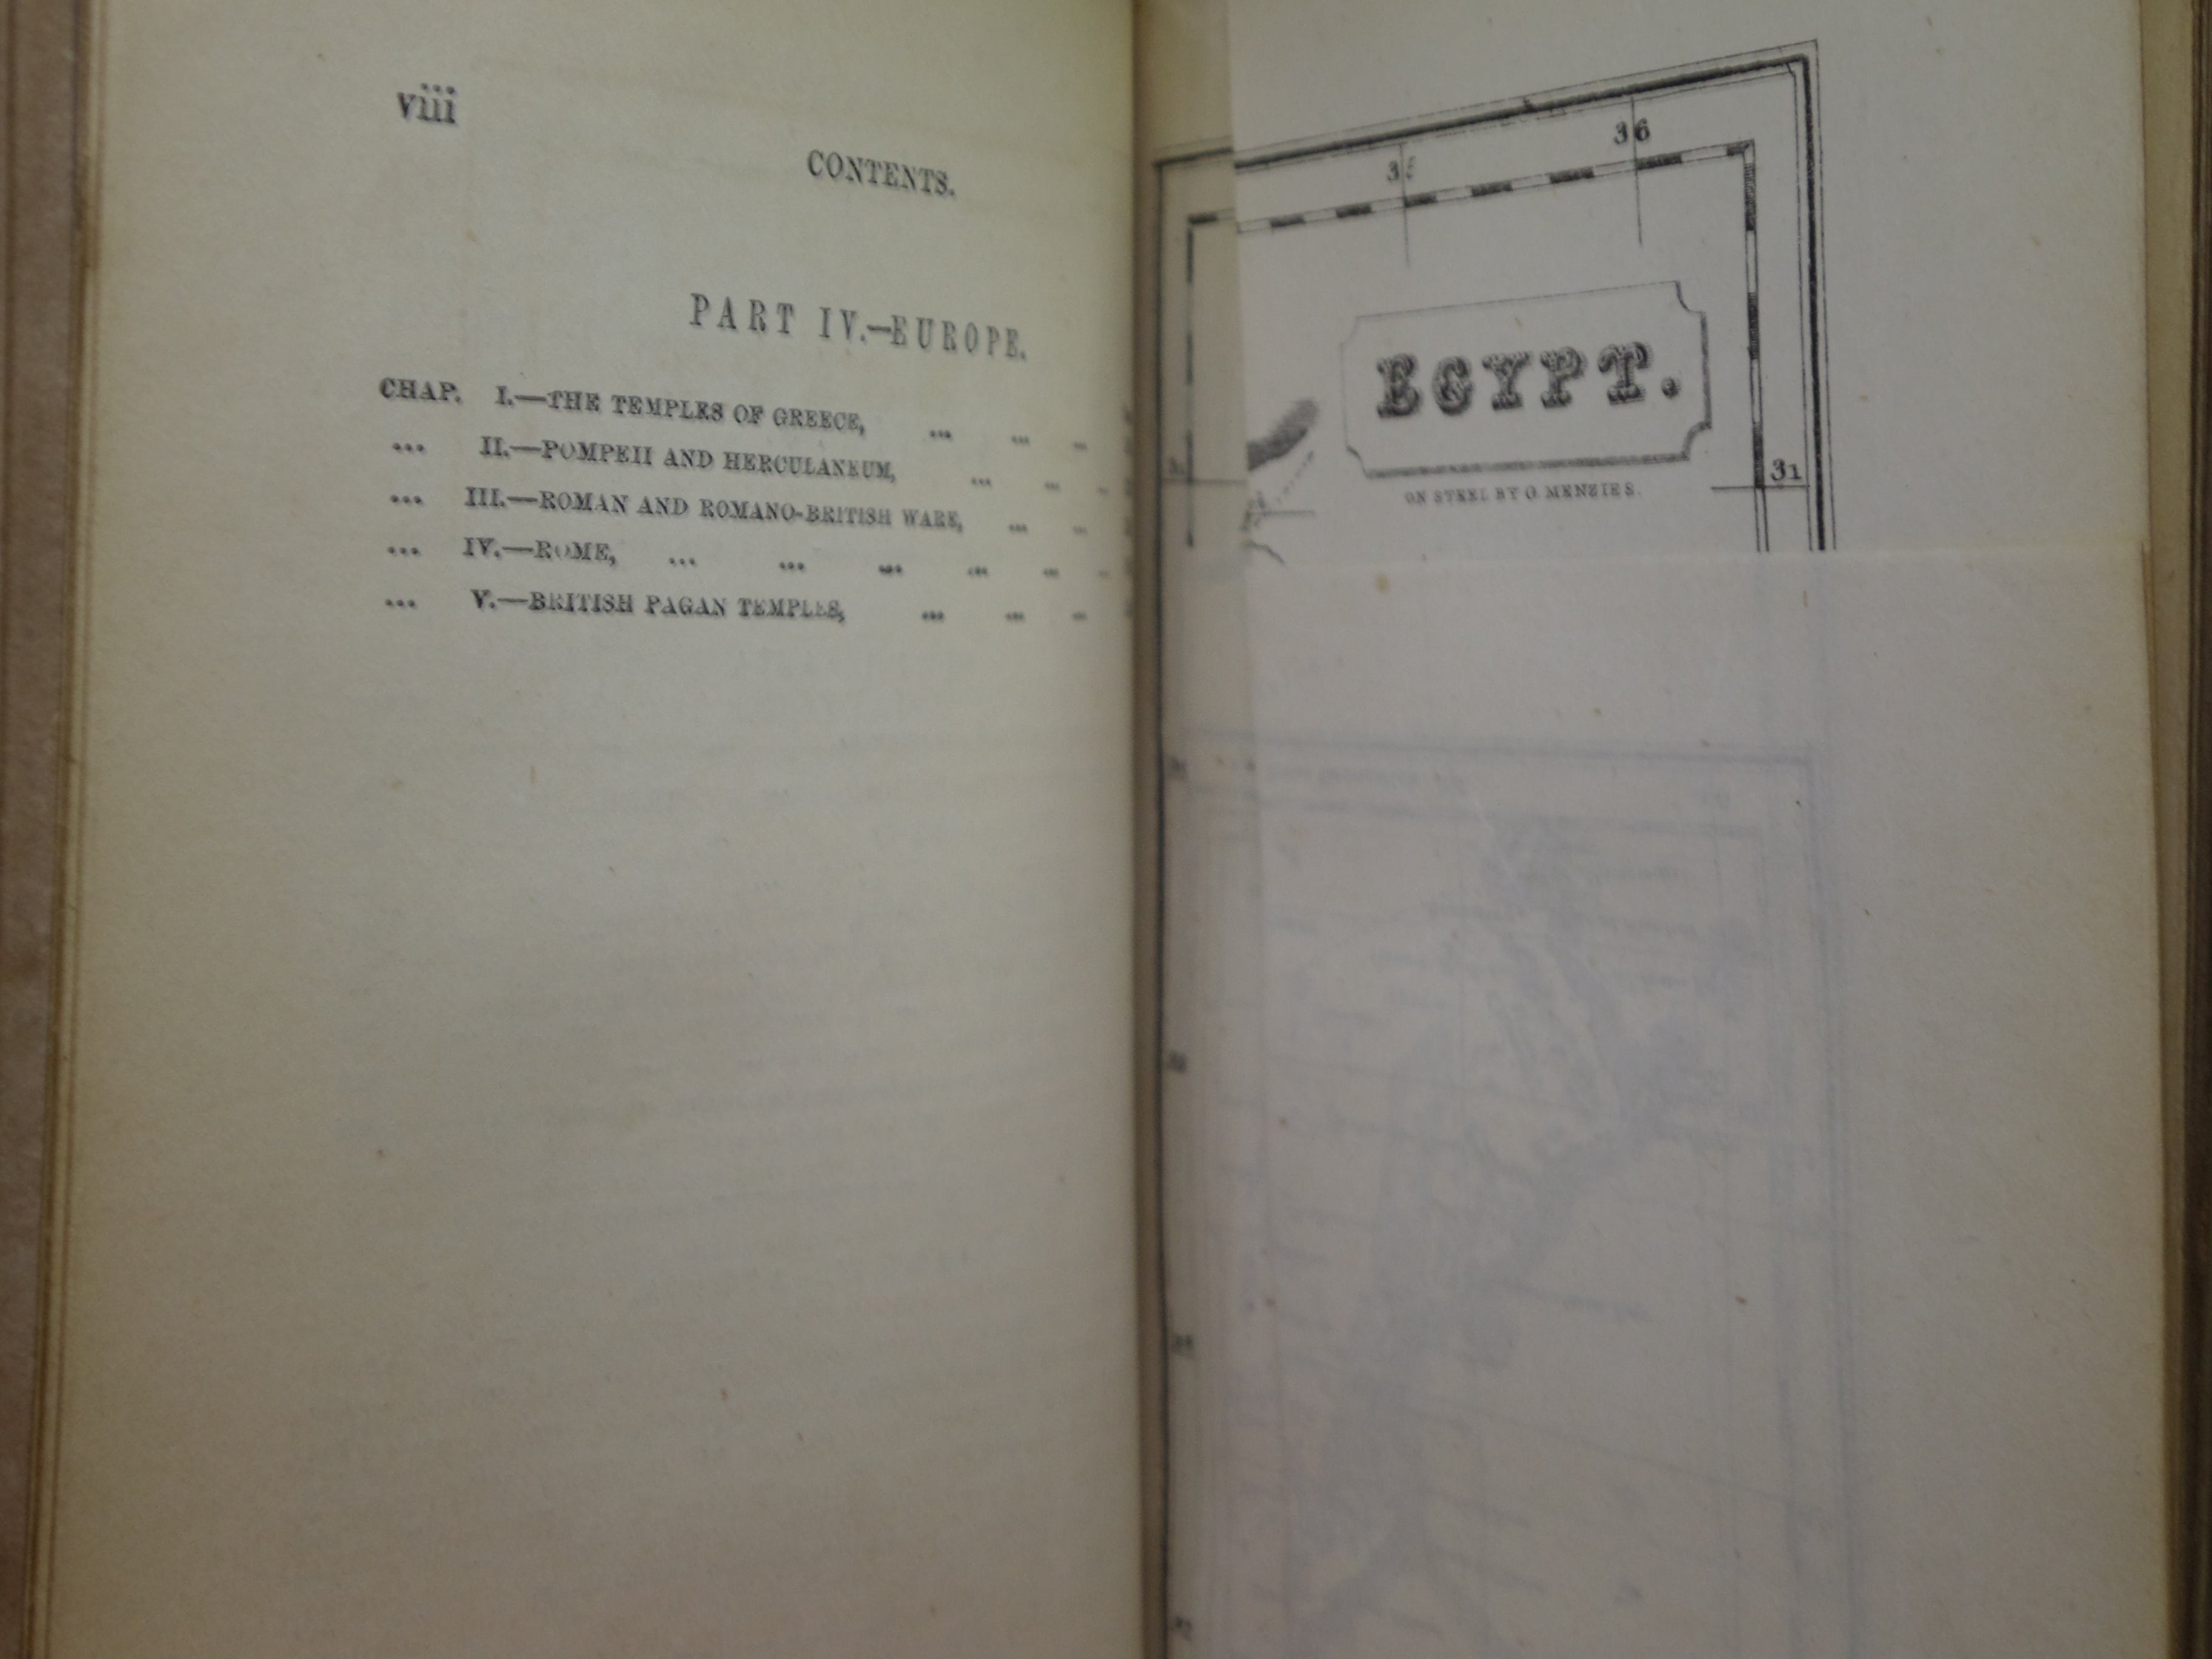 viii
CONTENTS.
PART IV.—EUROPE.
CHAP. I.—THE TEMPLES OF GREECE, ... ... ...
... II.—POMPEII AND HERCULANEUM, ... ... ...
... III.—ROMAN AND ROMANO-BRITISH WARE, ... ...
... IV.—ROME, ... ... ... ... ... ...
... V.—BRITISH PAGAN TEMPLES, ... ... ...
35 36
EGYPT.
ON STEEL BY G. MENZIES.
31